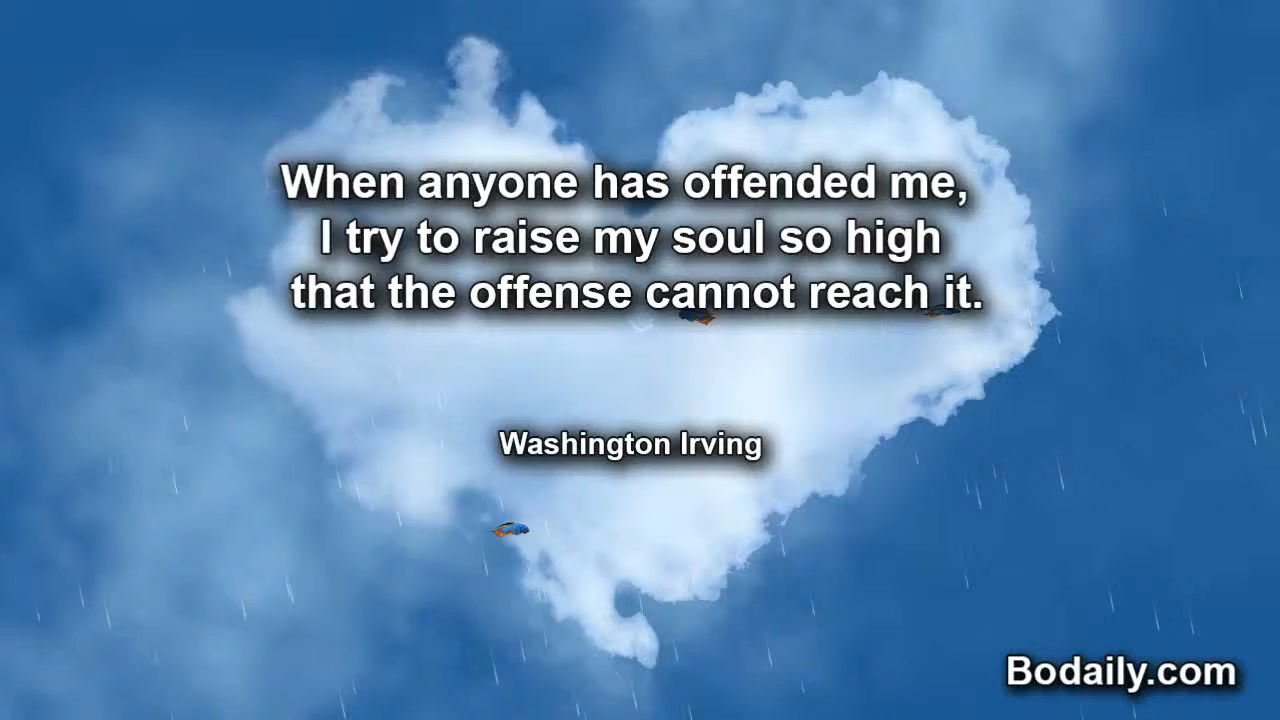 When anyone has offended me,
I try to raise my soul so high
that the offense cannot reach it.
Washington Irving
Bodaily.com